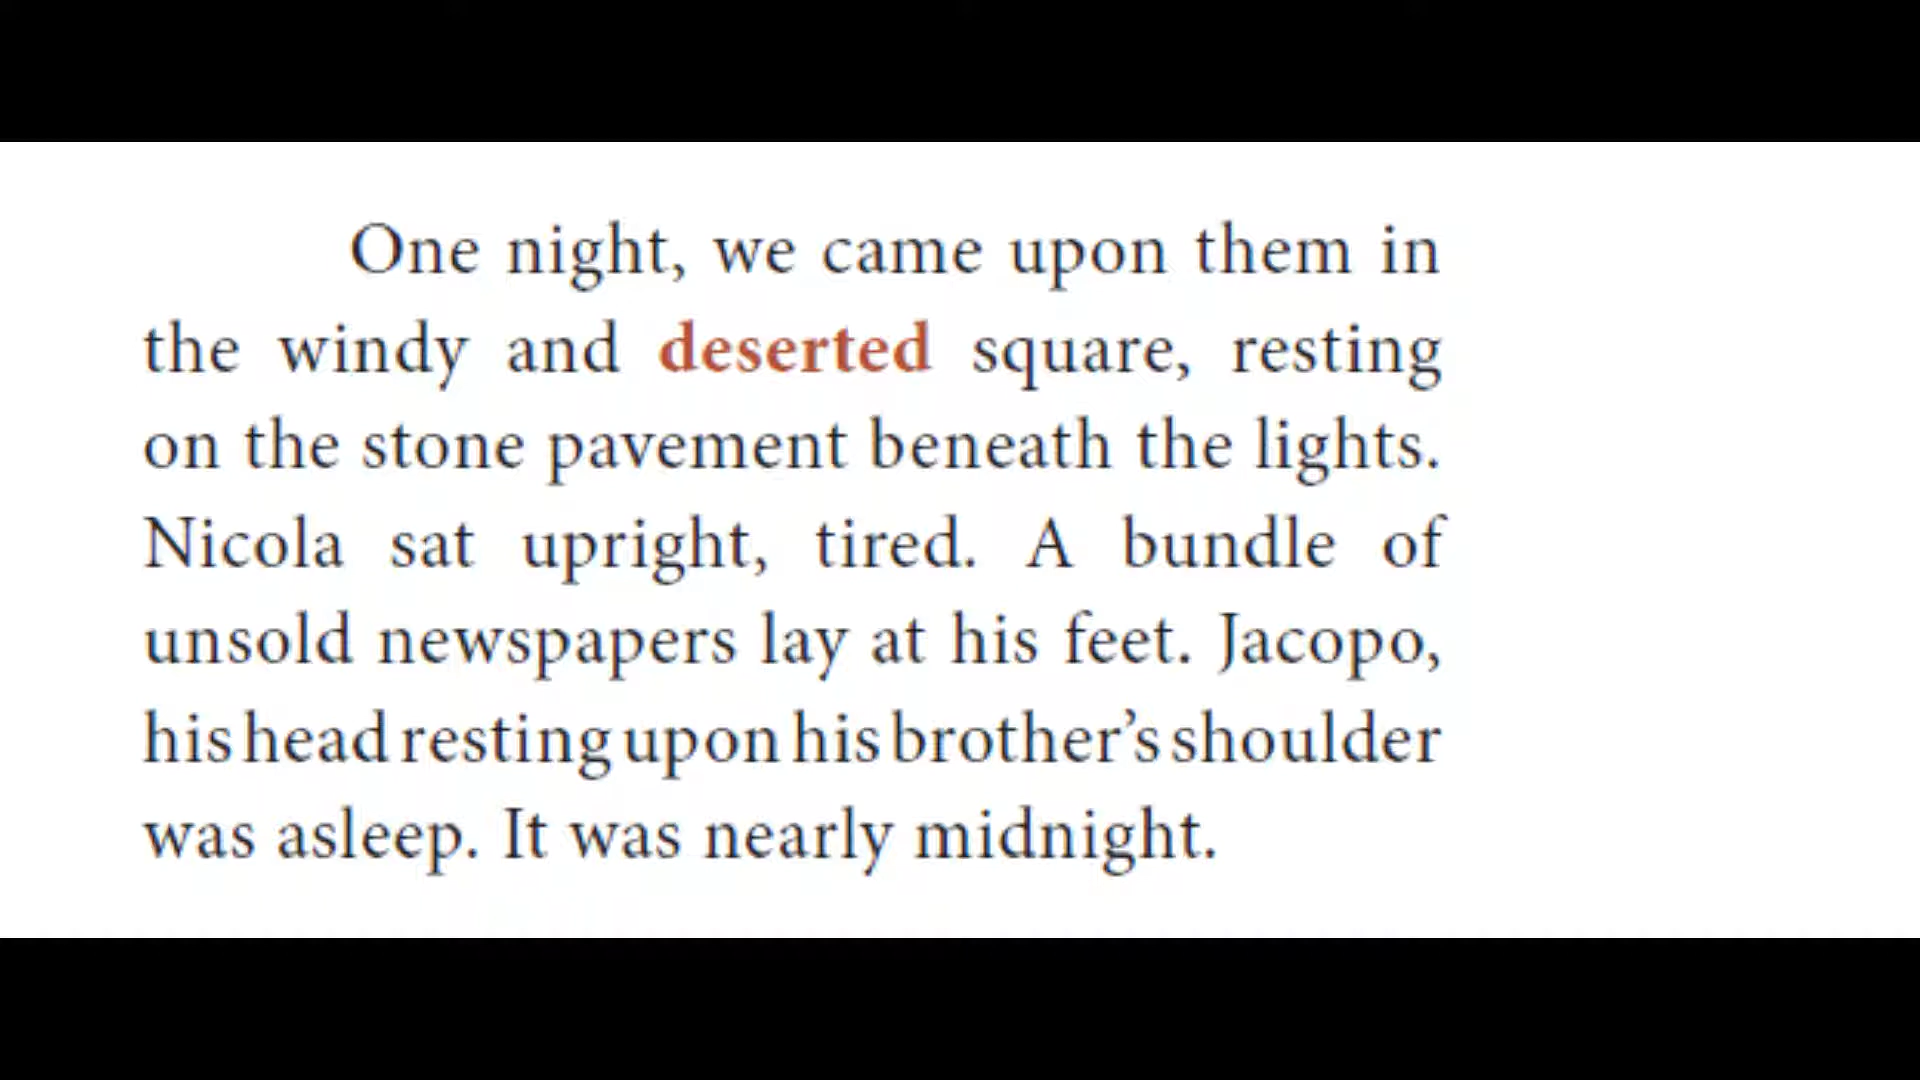 One night, we came upon them in
the windy and deserted square, resting
on the stone pavement beneath the lights.
Nicola sat upright, tired. A bundle of
unsold newspapers lay at his feet. Jacopo,
his head resting upon his brother’s shoulder
was asleep. It was nearly midnight.